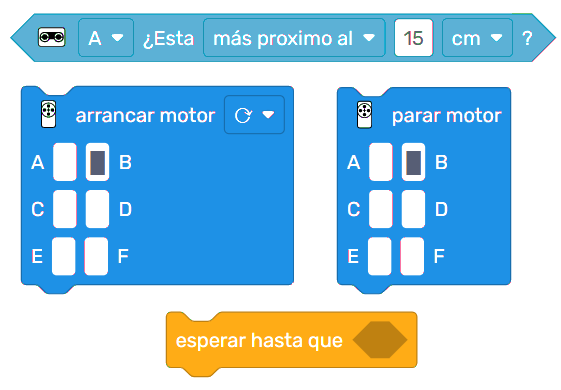 A ¿Esta más proximo al 15 cm ?
arrancar motor
A B
C D
E F
parar motor
A B
C D
E F
esperar hasta que